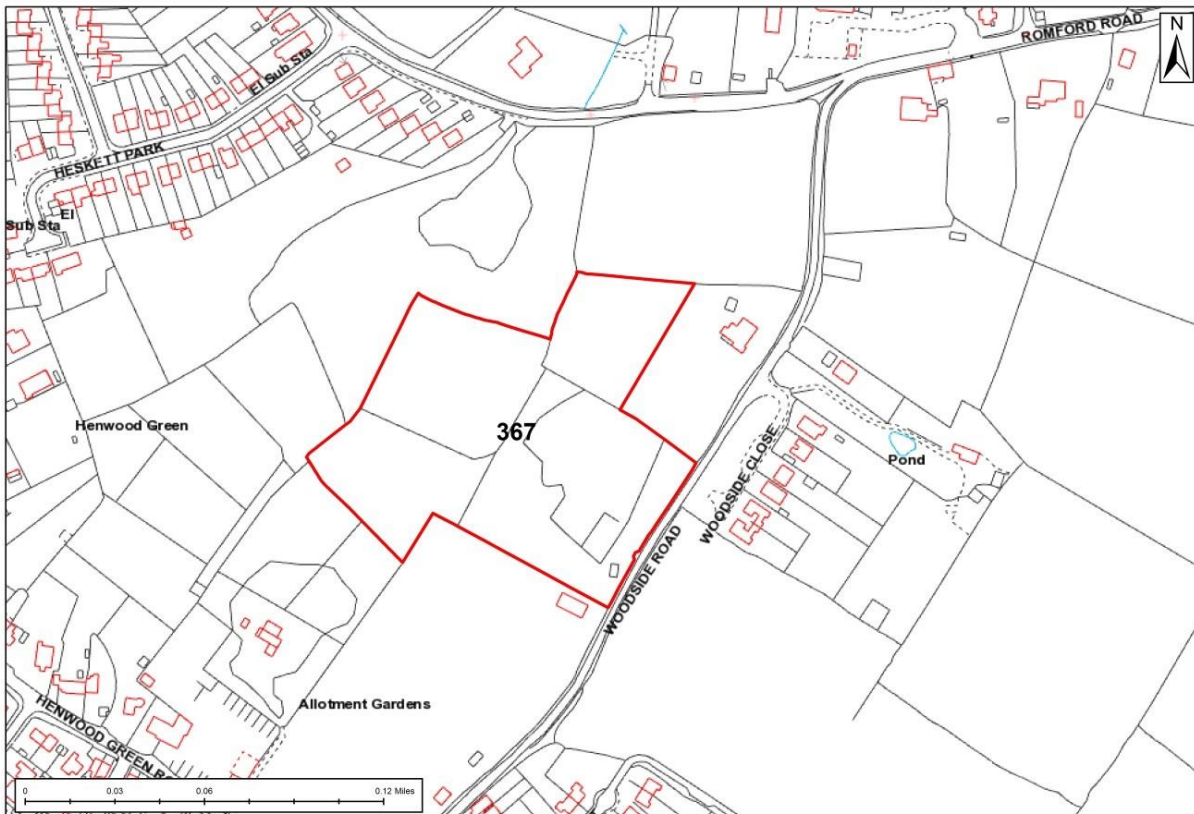 ROMFORD ROAD
N
El Sub Sta
HESKETT PARK
El
Sub Sta
367
Henwood Green
Pond
WOODSIDE CLOSE
WOODSIDE ROAD
Allotment Gardens
HENWOOD GREEN RO
0 0.03 0.06 0.12 Miles